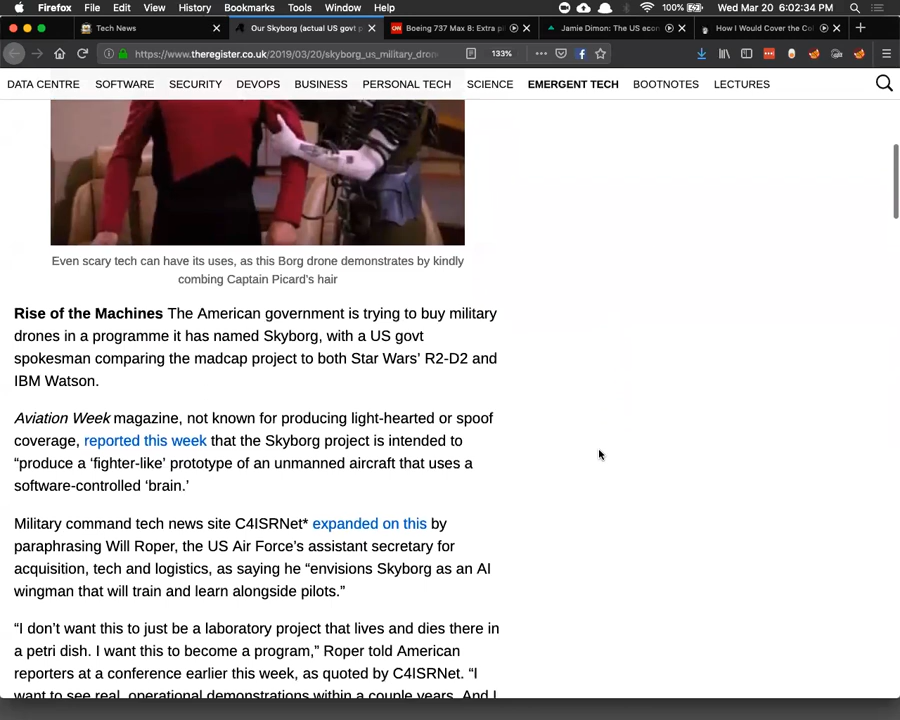 Firefox File Edit View History Bookmarks Tools Window Help 100% Wed Mar 20 6:02:34 PM
Tech News Our Skyborg (actual US govt p Boeing 737 Max 8: Extra pi Jamie Dimon: The US econ How I Would Cover the Col
https://www.theregister.co.uk/2019/03/20/skyborg_us_military_dron 133%
DATA CENTRE SOFTWARE SECURITY DEVOPS BUSINESS PERSONAL TECH SCIENCE EMERGENT TECH BOOTNOTES LECTURES
Even scary tech can have its uses, as this Borg drone demonstrates by kindly
combing Captain Picard's hair
Rise of the Machines The American government is trying to buy military
drones in a programme it has named Skyborg, with a US govt
spokesman comparing the madcap project to both Star Wars’ R2-D2 and
IBM Watson.
Aviation Week magazine, not known for producing light-hearted or spoof
coverage, reported this week that the Skyborg project is intended to
“produce a ‘fighter-like’ prototype of an unmanned aircraft that uses a
software-controlled ‘brain.’
Military command tech news site C4ISRNet* expanded on this by
paraphrasing Will Roper, the US Air Force’s assistant secretary for
acquisition, tech and logistics, as saying he “envisions Skyborg as an AI
wingman that will train and learn alongside pilots.”
“I don’t want this to just be a laboratory project that lives and dies there in
a petri dish. I want this to become a program,” Roper told American
reporters at a conference earlier this week, as quoted by C4ISRNet. “I
want to see real, operational demonstrations within a couple years. And I